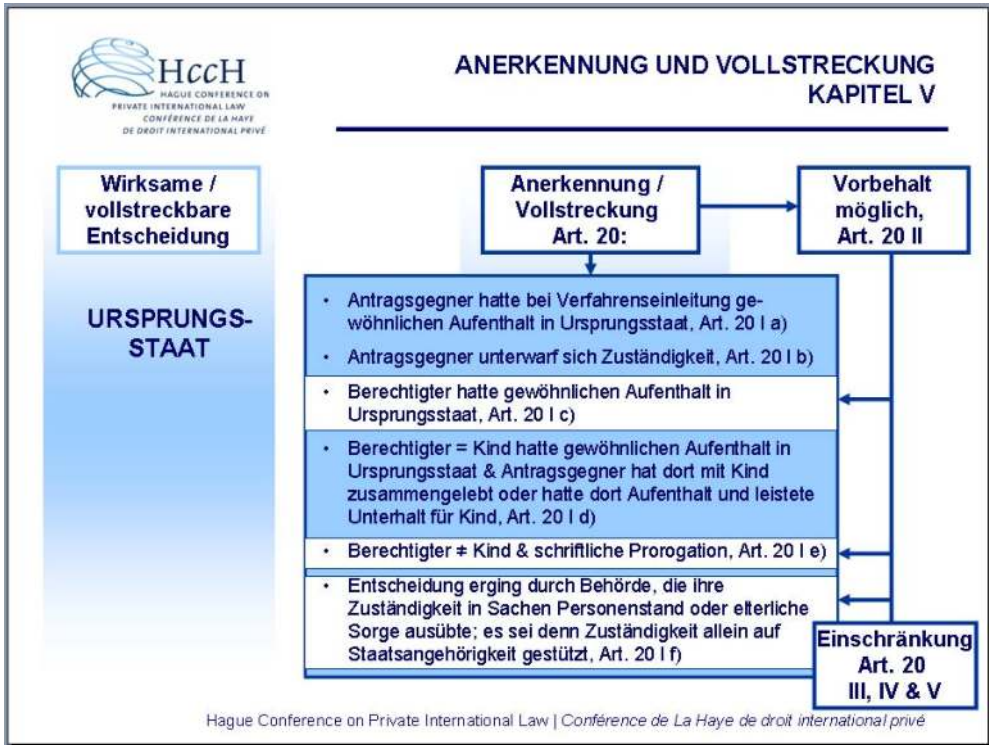 HccH
HAGUE CONFERENCE ON
PRIVATE INTERNATIONAL LAW
CONFÉRENCE DE LA HAYE
DE DROIT INTERNATIONAL PRIVÉ
ANERKENNUNG UND VOLLSTRECKUNG
KAPITEL V
Wirksame /
vollstreckbare
Entscheidung
URSPRUNGS-
STAAT
Anerkennung /
Vollstreckung
Art. 20:
Vorbehalt
möglich,
Art. 20 II
• Antragsgegner hatte bei Verfahrenseinleitung ge-
wöhnlichen Aufenthalt in Ursprungsstaat, Art. 20 I a)
• Antragsgegner unterwarf sich Zuständigkeit, Art. 20 I b)
• Berechtigter hatte gewöhnlichen Aufenthalt in
Ursprungsstaat, Art. 20 I c)
• Berechtigter = Kind hatte gewöhnlichen Aufenthalt in
Ursprungsstaat & Antragsgegner hat dort mit Kind
zusammengelebt oder hatte dort Aufenthalt und leistete
Unterhalt für Kind, Art. 20 I d)
• Berechtigter ≠ Kind & schriftliche Prorogation, Art. 20 I e)
• Entscheidung erging durch Behörde, die ihre
Zuständigkeit in Sachen Personenstand oder elterliche
Sorge ausübte; es sei denn Zuständigkeit allein auf
Staatsangehörigkeit gestützt, Art. 20 I f)
Einschränkung
Art. 20
III, IV & V
Hague Conference on Private International Law | Conférence de La Haye de droit international privé